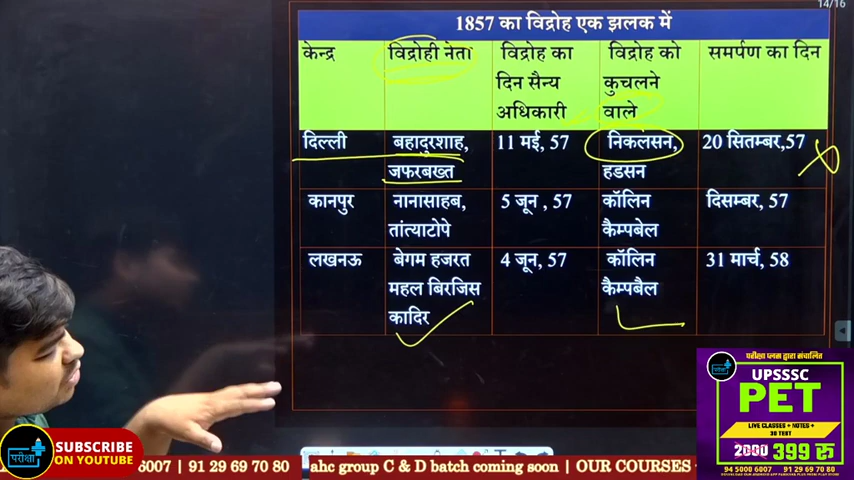 14/16
1857 का विद्रोह एक झलक में
केन्द्र
विद्रोही नेता
विद्रोह का
दिन सैन्य
अधिकारी
विद्रोह को
कुचलने
वाले
समर्पण का दिन
दिल्ली
बहादुरशाह,
जफरबख्त
11 मई, 57
निकलसन,
हडसन
20 सितम्बर,57
कानपुर
नानासाहब,
तांत्याटोपे
5 जून , 57
कॉलिन
कैम्पबेल
दिसम्बर, 57
लखनऊ
बेगम हजरत
महल बिरजिस
कादिर
4 जून, 57
कॉलिन
कैम्पबैल
31 मार्च, 58
परीक्षा प्लस द्वारा संचालित
UPSSSC
PET
LIVE CLASSES + NOTES +
30 TEST
2000 399 रु
94 5000 6007 91 29 69 70 80
परीक्षा
SUBSCRIBE
ON YOUTUBE
6007 | 91 29 69 70 80
ahc group C & D batch coming soon | OUR COURSES